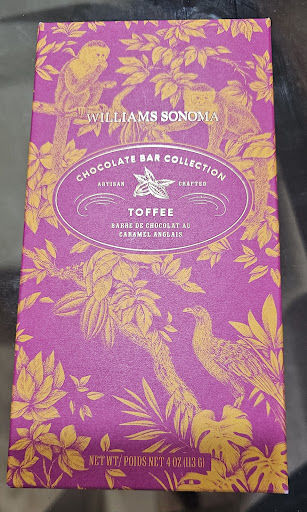 WILLIAMS SONOMA
CHOCOLATE BAR COLLECTION
ARTISAN CRAFTED
TOFFEE
BARRE DE CHOCOLAT AU
CARAMEL ANGLAIS
NET WT/ POIDS NET 4 OZ (113 G)